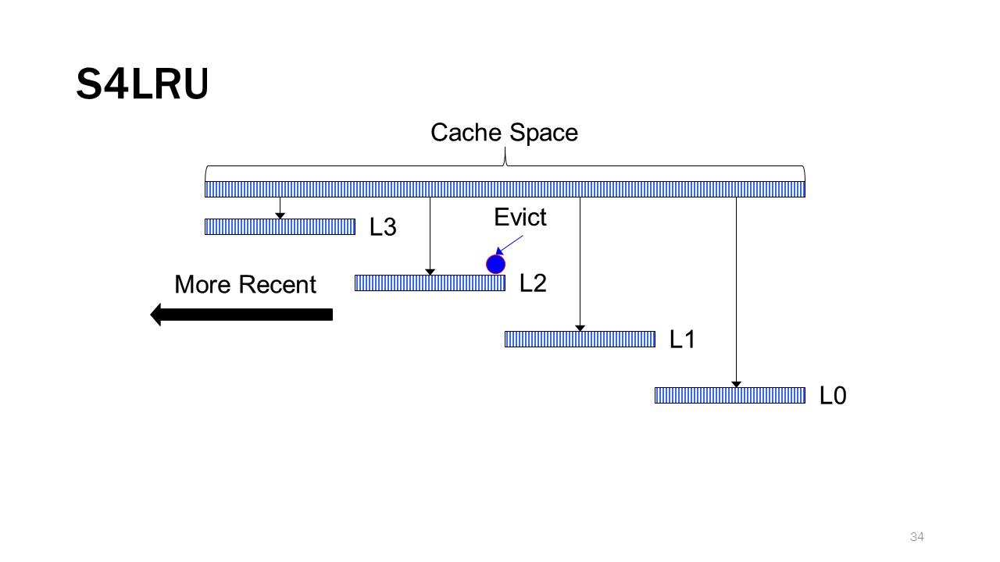 S4LRU
Cache Space
Evict
L3
More Recent
L2
L1
L0
34